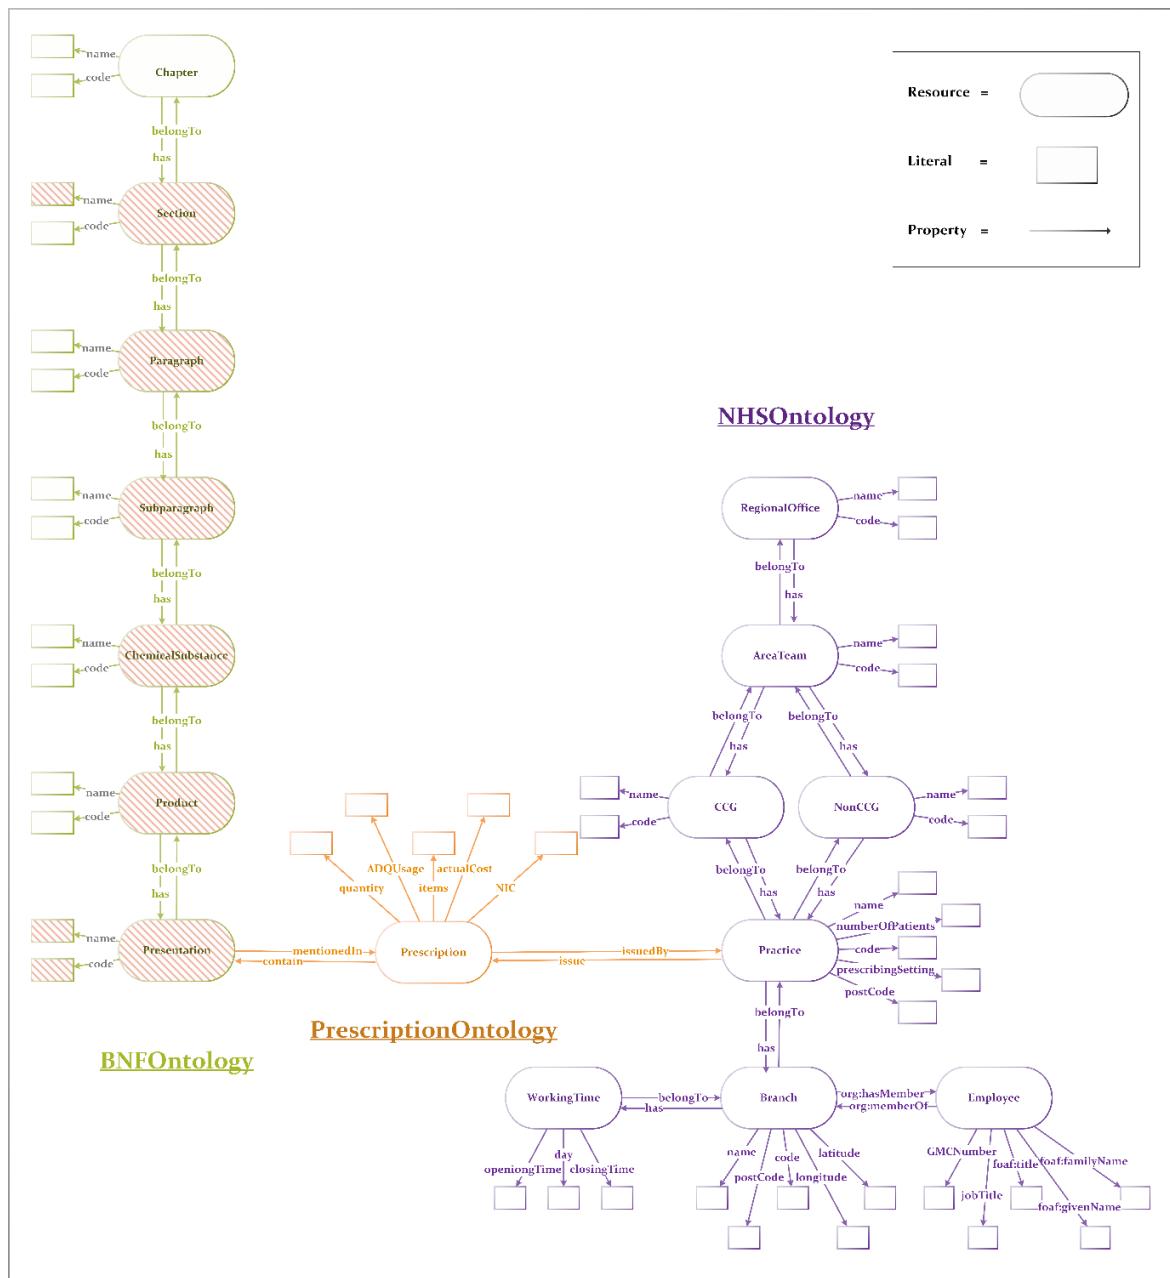 name
Chapter
code
belongTo
has
name
Section
code
belongTo
has
name
Paragraph
code
belongTo
has
name
Subparagraph
code
belongTo
has
name
ChemicalSubstance
code
belongTo
has
name
Product
code
belongTo
has
name
Presentation
code
BNFOntology
Resource =
Literal =
Property =
quantity
ADQUsage
items
actualCost
NIC
mentionedIn
contain
Prescription
issuedBy
issue
PrescriptionOntology
NHSOntology
RegionalOffice
name
code
belongTo
has
AreaTeam
name
code
belongTo
has
belongTo
has
name
code
CCG
NonCCG
name
code
belongTo
has
belongTo
has
Practice
name
numberOfPatients
code
prescribingSetting
postCode
belongTo
has
WorkingTime
belongTo
has
Branch
org:hasMember
org:memberOf
Employee
openiongTime
day
closingTime
name
postCode
code
longitude
latitude
GMCNumber
jobTitle
foaf:title
foaf:givenName
foaf:familyName